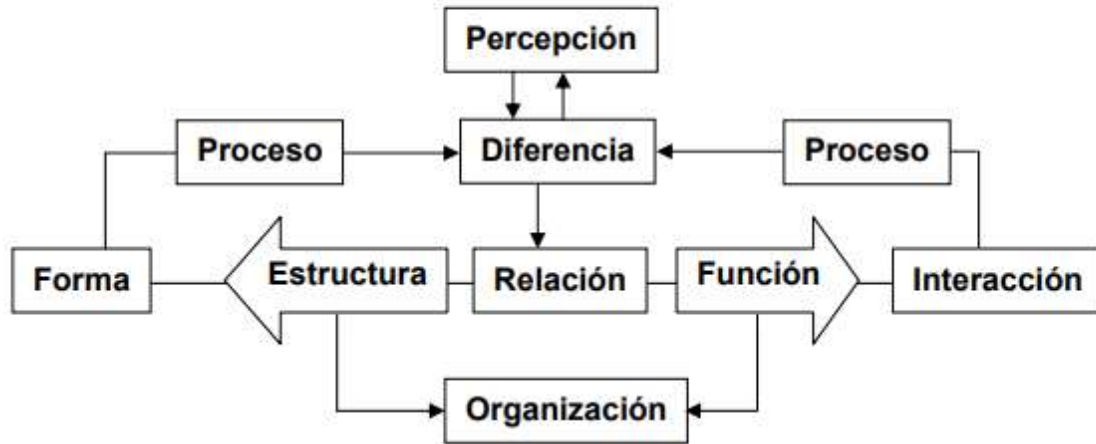 Percepción
Proceso
Diferencia
Proceso
Forma
Estructura
Relación
Función
Interacción
Organización